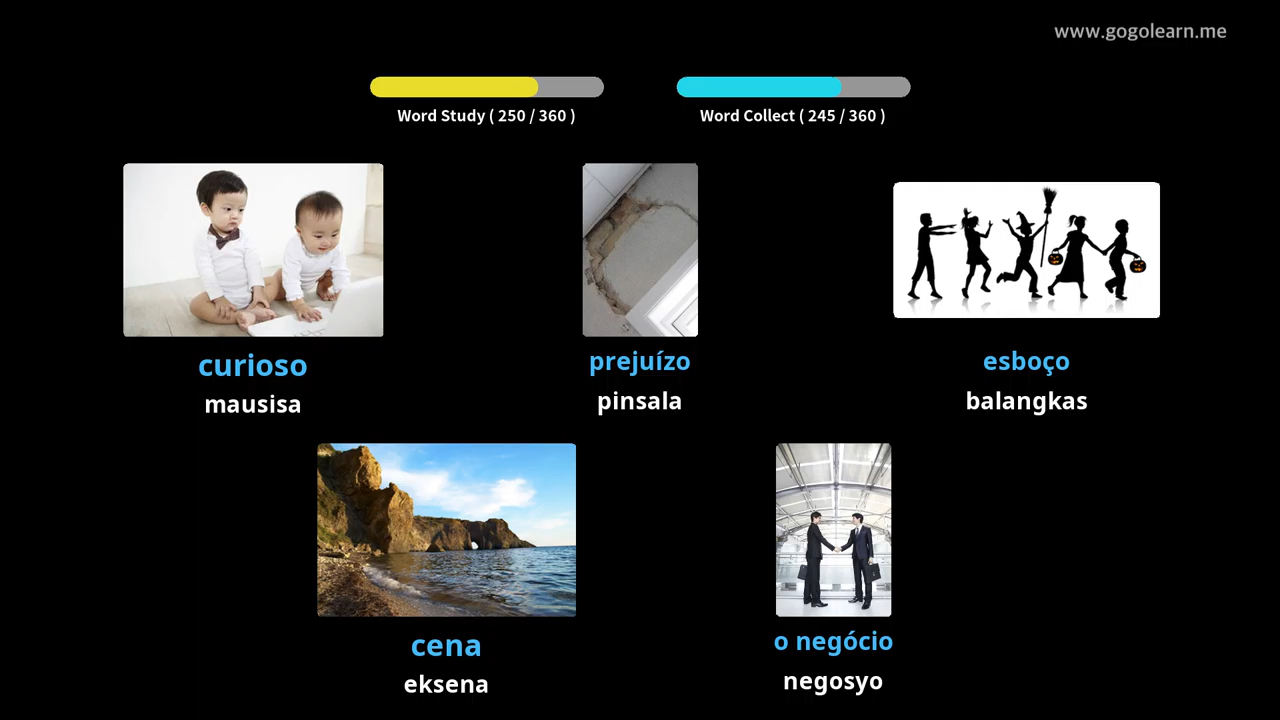 www.gogolearn.me
Word Study ( 250 / 360 )
Word Collect ( 245 / 360 )
curioso
mausisa
prejuízo
pinsala
esboço
balangkas
cena
eksena
o negócio
negosyo